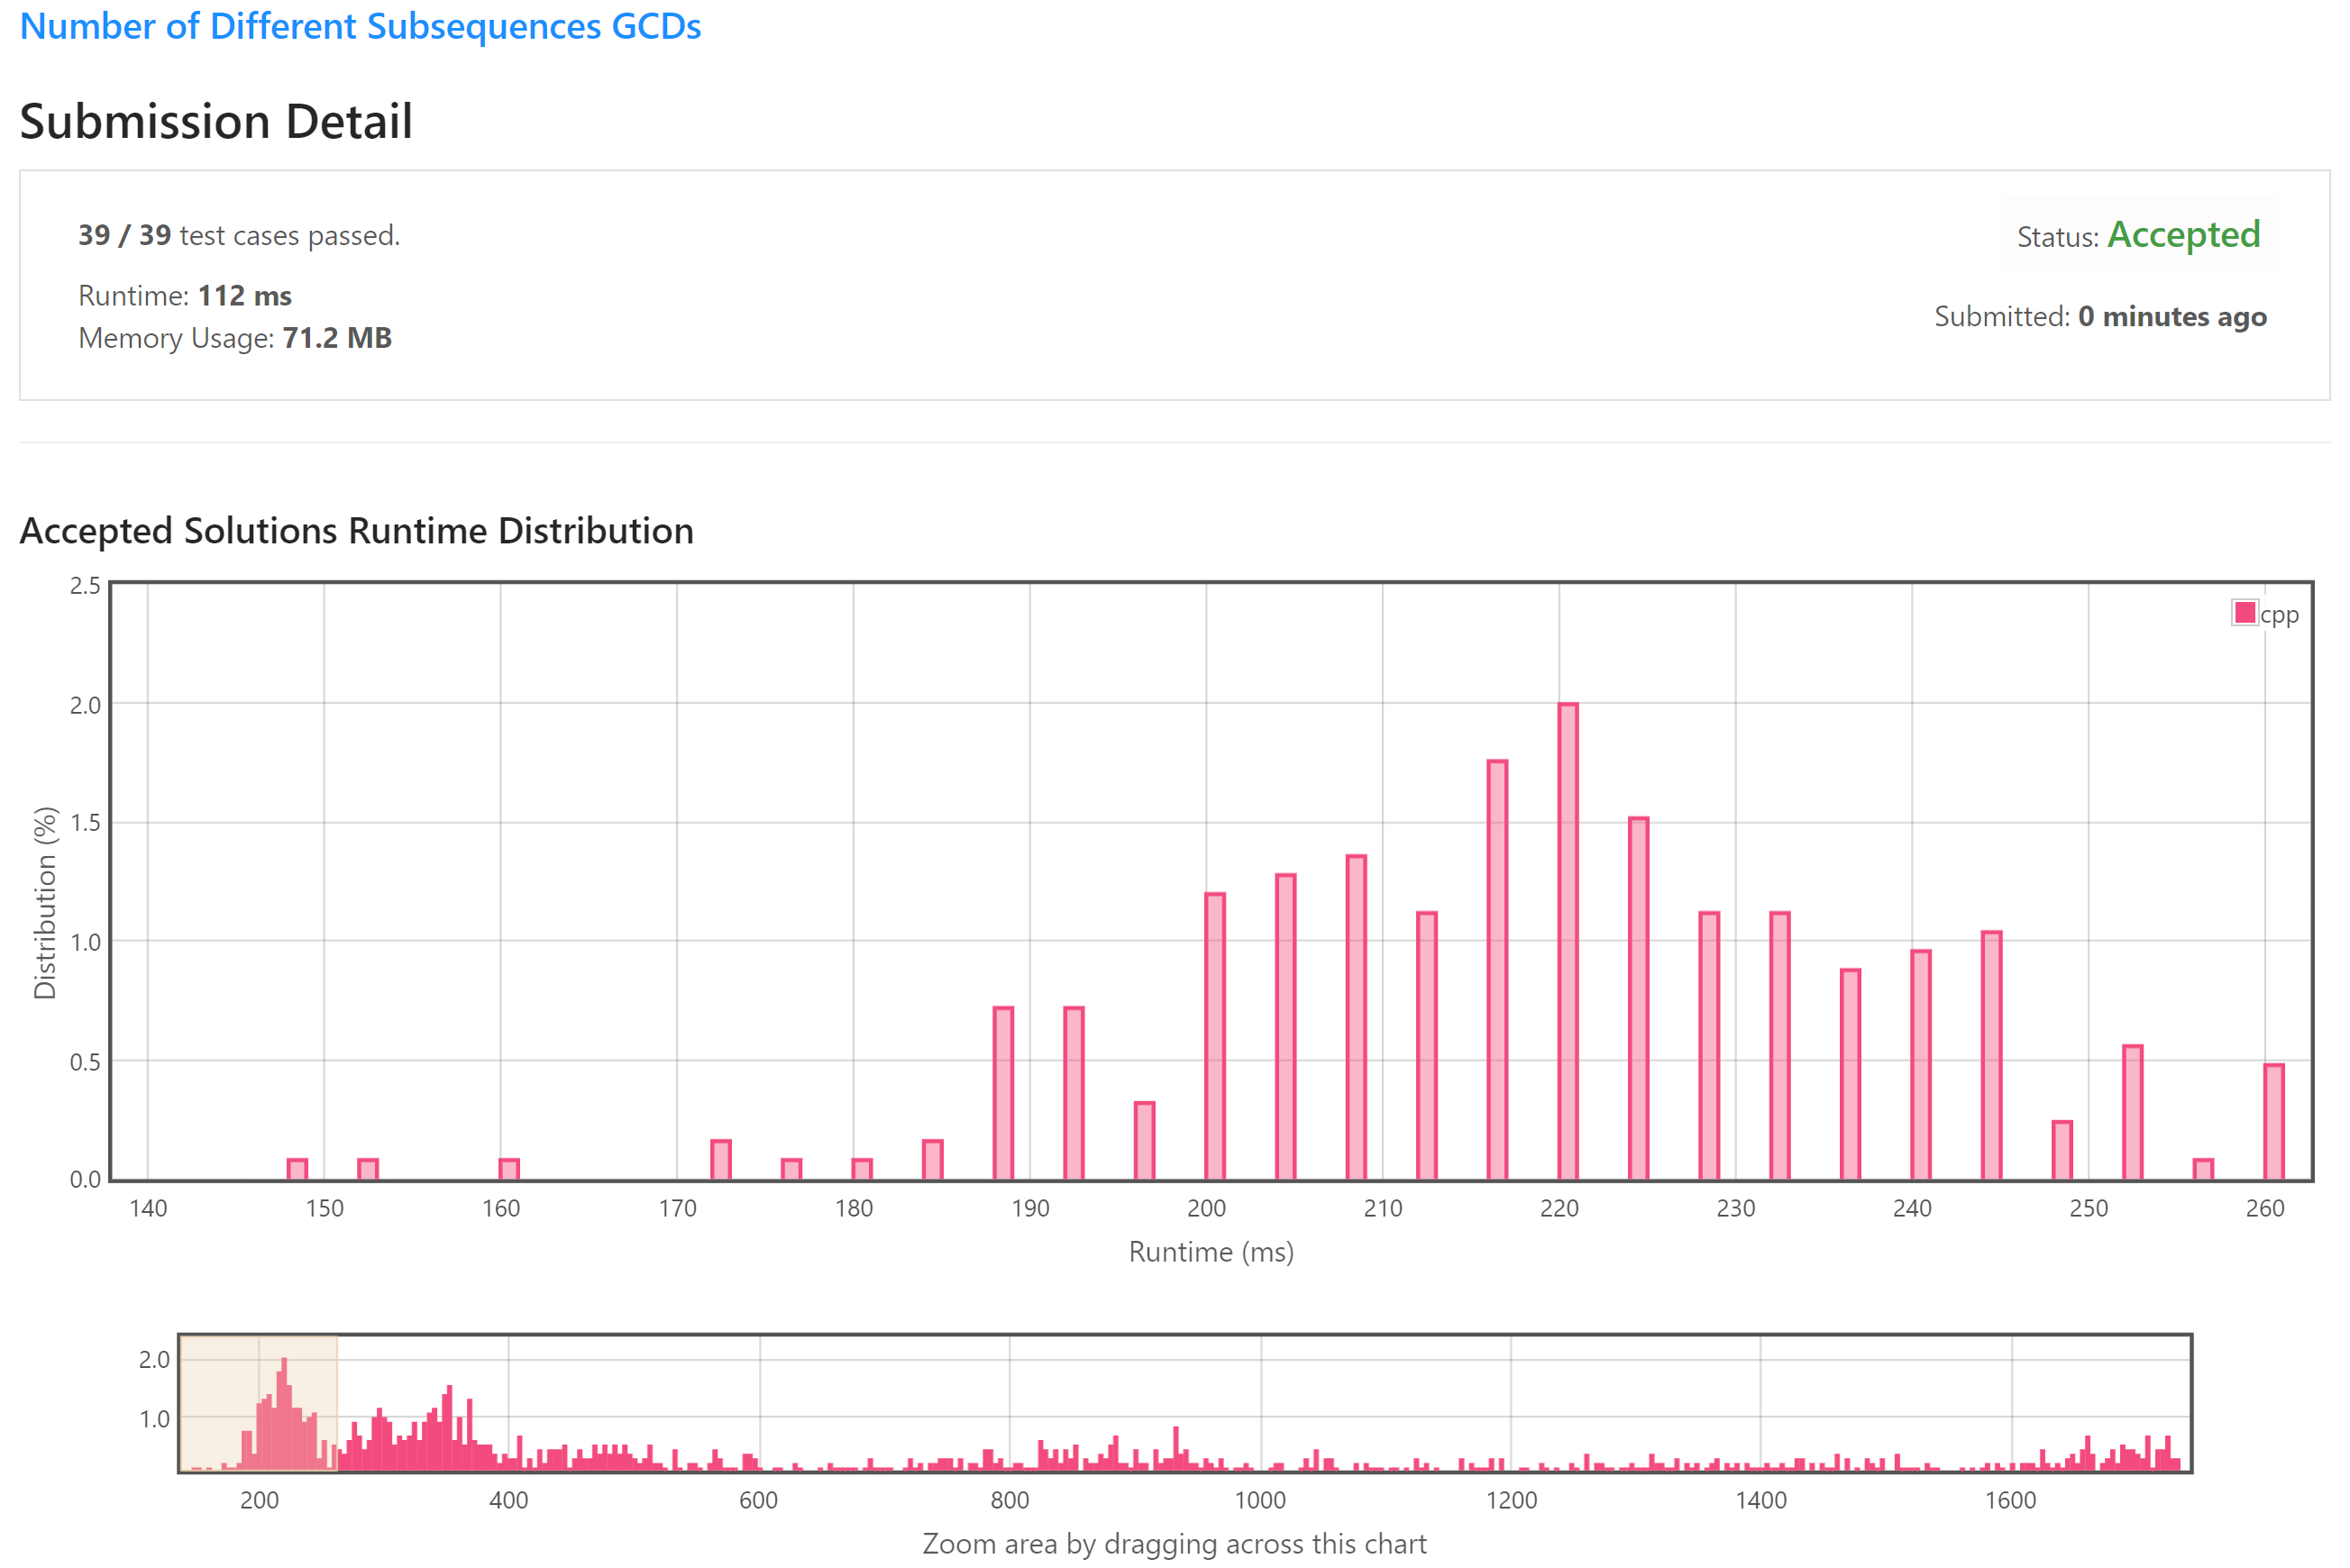 Number of Different Subsequences GCDs
Submission Detail
39 / 39 test cases passed.
Status: Accepted
Runtime: 112 ms
Submitted: 0 minutes ago
Memory Usage: 71.2 MB
Accepted Solutions Runtime Distribution
2.5
cpp
2.0
1.5
1.0
0.5
0.0
Distribution (%)
140 150 160 170 180 190 200 210 220 230 240 250 260
Runtime (ms)
2.0
1.0
200 400 600 800 1000 1200 1400 1600
Zoom area by dragging across this chart